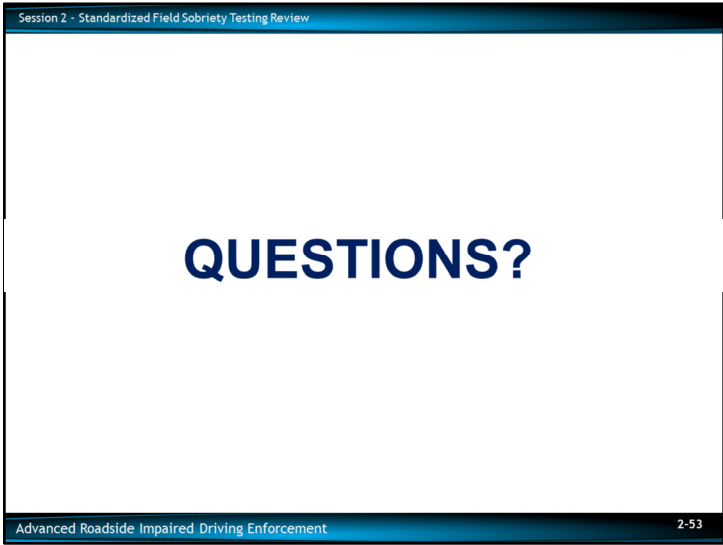 Session 2 - Standardized Field Sobriety Testing Review
QUESTIONS?
Advanced Roadside Impaired Driving Enforcement
2-53